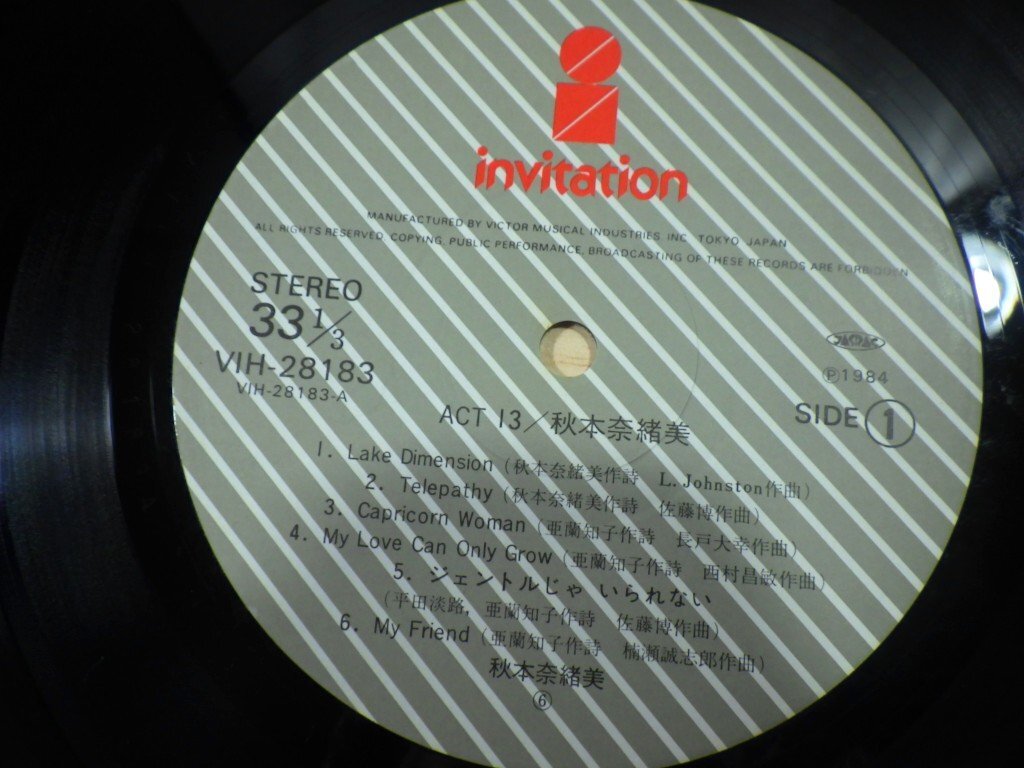 invitation
MANUFACTURED BY VICTOR MUSICAL INDUSTRIES INC TOKYO JAPAN
ALL RIGHTS RESERVED. COPYING, PUBLIC PERFORMANCE, BROADCASTING OF THESE RECORDS ARE FORBIDDEN
STEREO
33 1/3
VIH-28183
VIH-28183-A
JASRAC
Ⓟ1984
SIDE ①
ACT 13/秋本奈緒美
1. Lake Dimension (秋本奈緒美作詩 L. Johnston作曲)
2. Telepathy (秋本奈緒美作詩 佐藤博作曲)
3. Capricorn Woman (亜蘭知子作詩 長戸大幸作曲)
4. My Love Can Only Grow (亜蘭知子作詩 西村昌敏作曲)
5. ジェントルじゃ いられない
(平田淡路, 亜蘭知子作詩 佐藤博作曲)
6. My Friend (亜蘭知子作詩 楠瀬誠志郎作曲)
秋本奈緒美
⑥